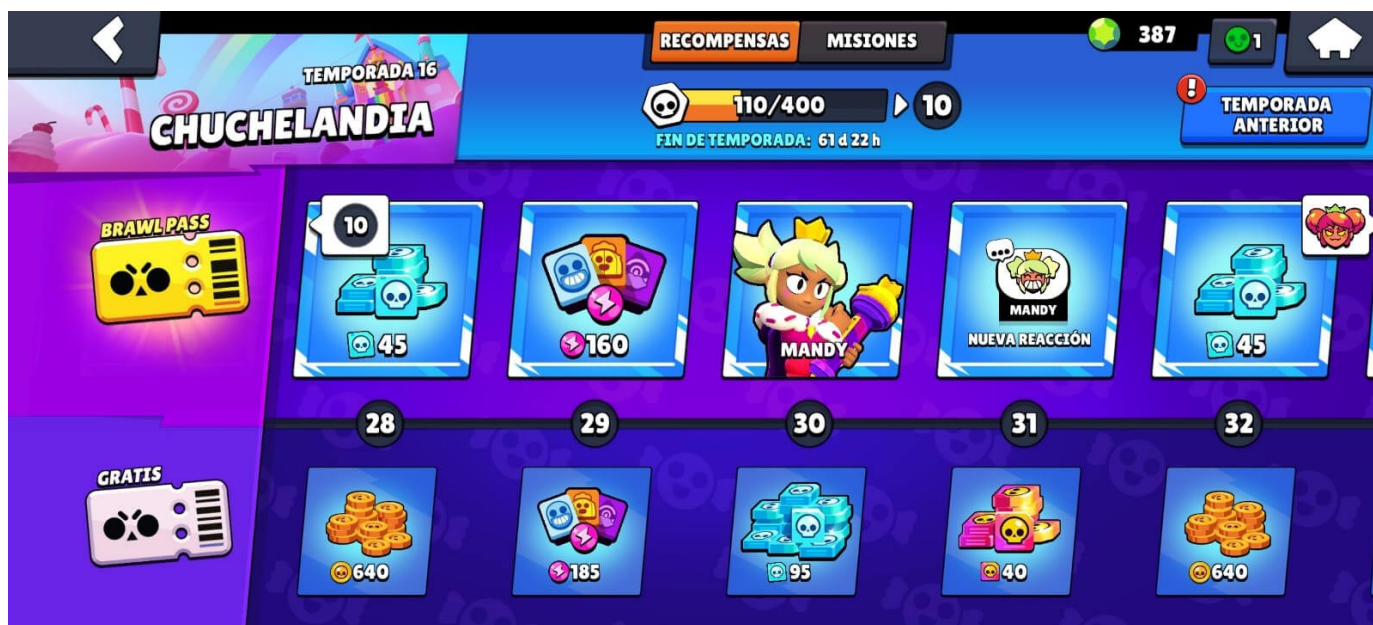 RECOMPENSAS
MISIONES
387
1
TEMPORADA 16
CHUCHELANDIA
110/400
10
FIN DE TEMPORADA: 61 d 22 h
!
TEMPORADA
ANTERIOR
BRAWL PASS
10
45
160
MANDY
MANDY
NUEVA REACCIÓN
45
28
29
30
31
32
GRATIS
640
185
95
40
640